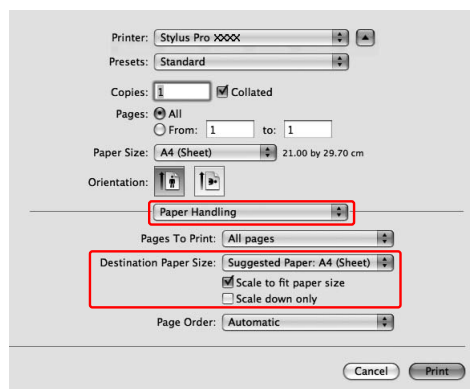 Printer: Stylus Pro XXXX
Presets: Standard
Copies: 1 Collated
Pages: All
From: 1 to: 1
Paper Size: A4 (Sheet) 21.00 by 29.70 cm
Orientation:
Paper Handling
Pages To Print: All pages
Destination Paper Size: Suggested Paper: A4 (Sheet)
Scale to fit paper size
Scale down only
Page Order: Automatic
Cancel Print